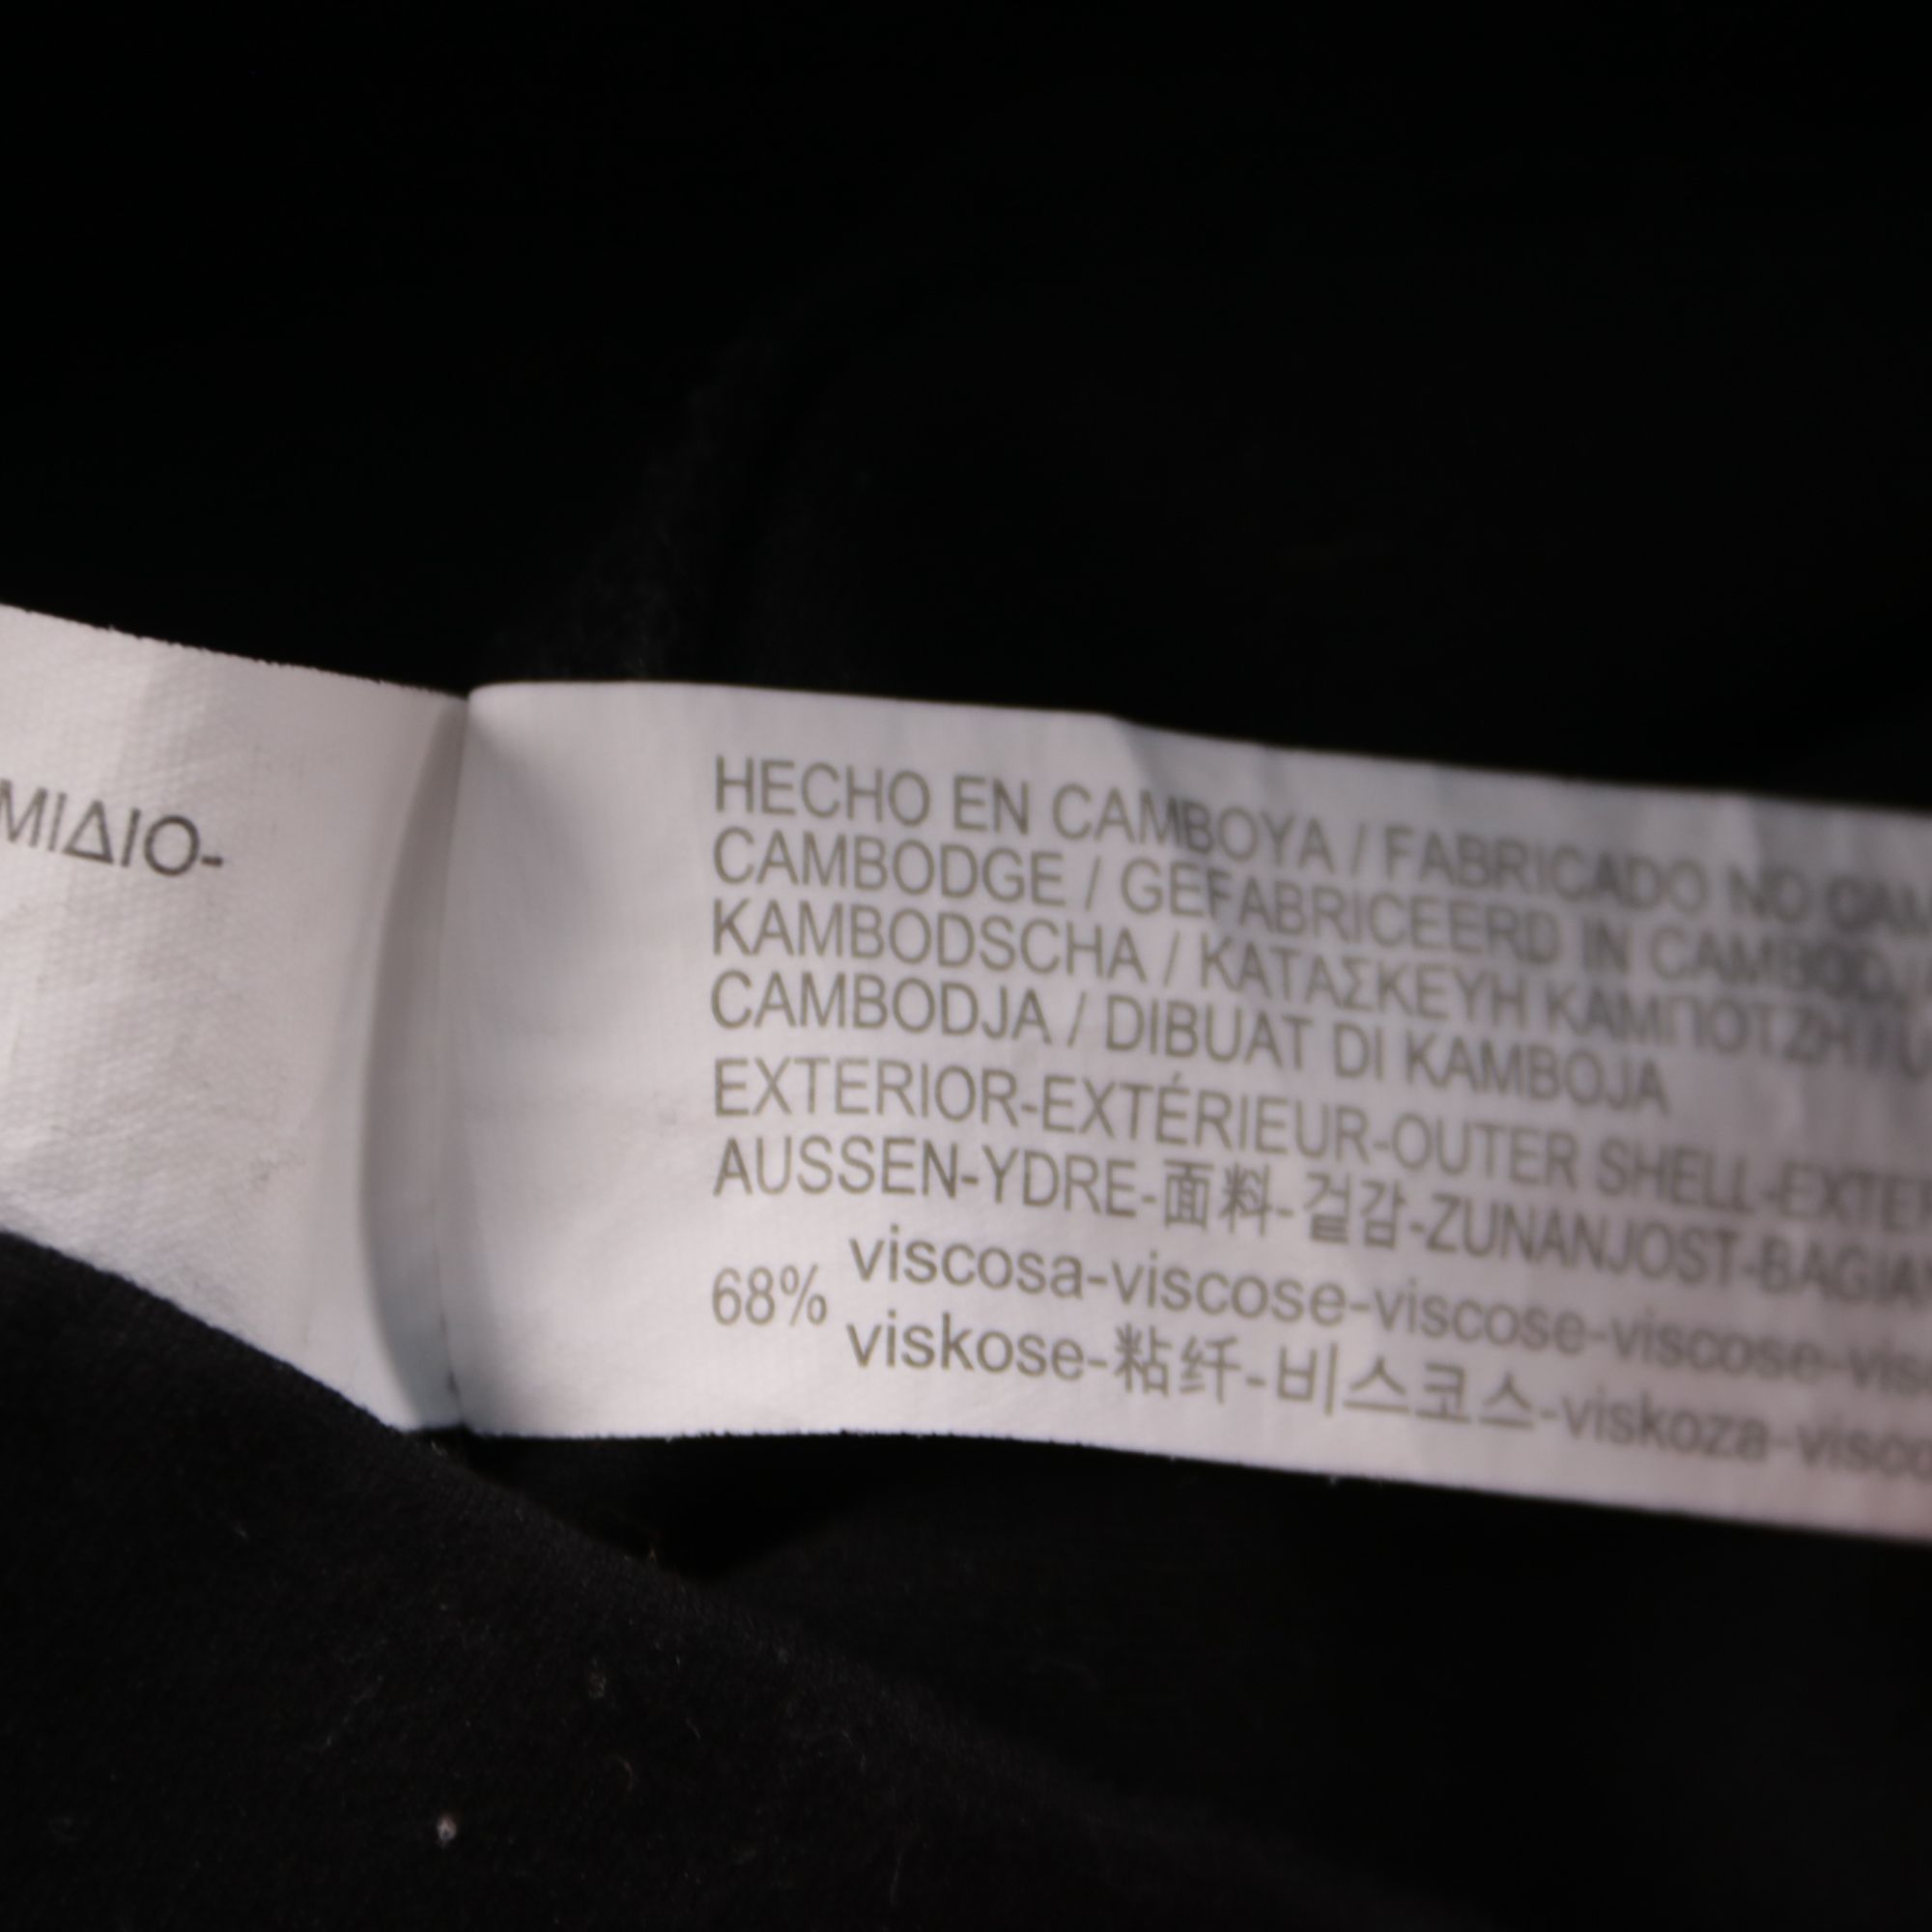 ΜΙΔΙΟ-
HECHO EN CAMBOYA / FABRICADO NO
CAMBODGE / GEFABRICEERD IN
KAMBODSCHA / ΚΑΤΑΣΚΕΥΗ ΚΑΜΠΟΤΖΗ
CAMBODJA / DIBUAT DI KAMBOJA
EXTERIOR-EXTÉRIEUR-OUTER SHELL-
AUSSEN-YDRE-面料-겉감-ZUNANJOST-
68% viscosa-viscose-viscose-viscose-
viskose-粘纤-비스코스-viskoza-